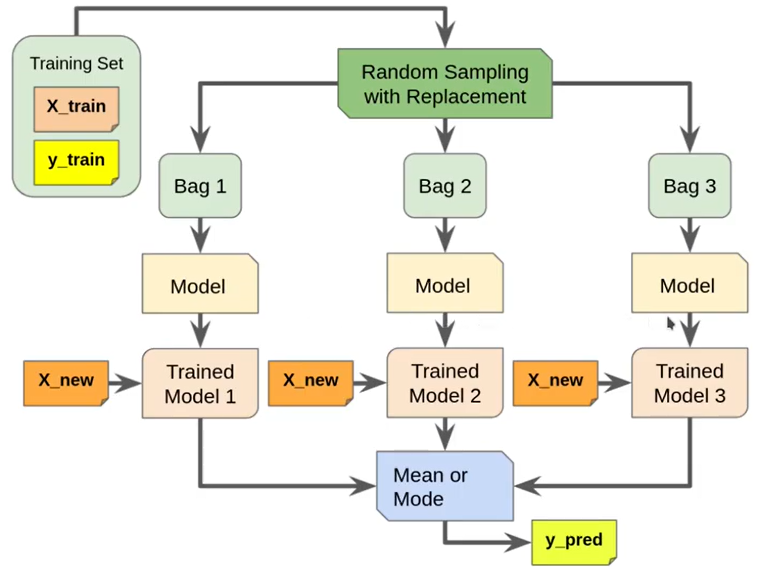 Training Set
X_train
y_train
Random Sampling
with Replacement
Bag 1
Bag 2
Bag 3
Model
Model
Model
X_new
Trained
Model 1
X_new
Trained
Model 2
X_new
Trained
Model 3
Mean or
Mode
y_pred